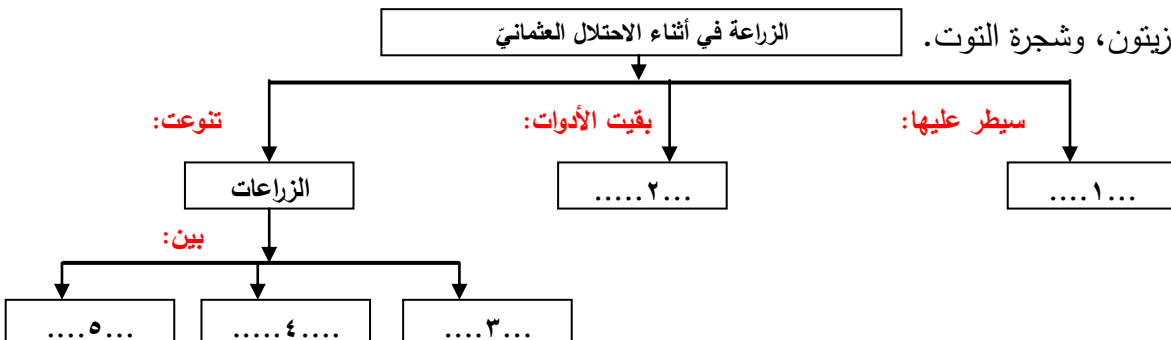 زيتون، وشجرة التوت.
الزراعة في أثناء الاحتلال العثمانيّ
سيطر عليها:
بقيت الأدوات:
تنوعت:
...١....
...٢.....
الزراعات
بين:
...٣....
....٤.....
...٥....